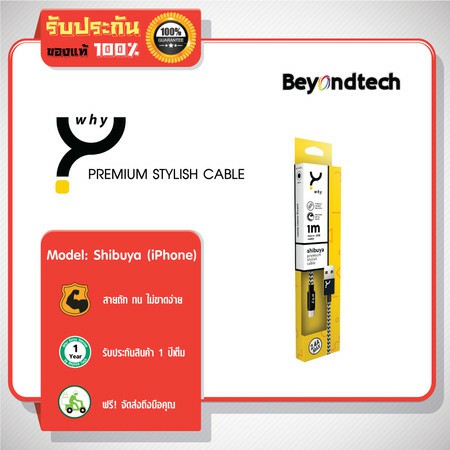 รับประกัน
ของแท้ 100%
100%
GUARANTEE
Beyondtech
why
PREMIUM STYLISH CABLE
Model: Shibuya (iPhone)
สายถัก ทน ไม่ขาดง่าย
1
Year
รับประกันสินค้า 1 ปีเต็ม
ฟรี! จัดส่งถึงมือคุณ
why
1m
shibuya
premium
stylish
cable